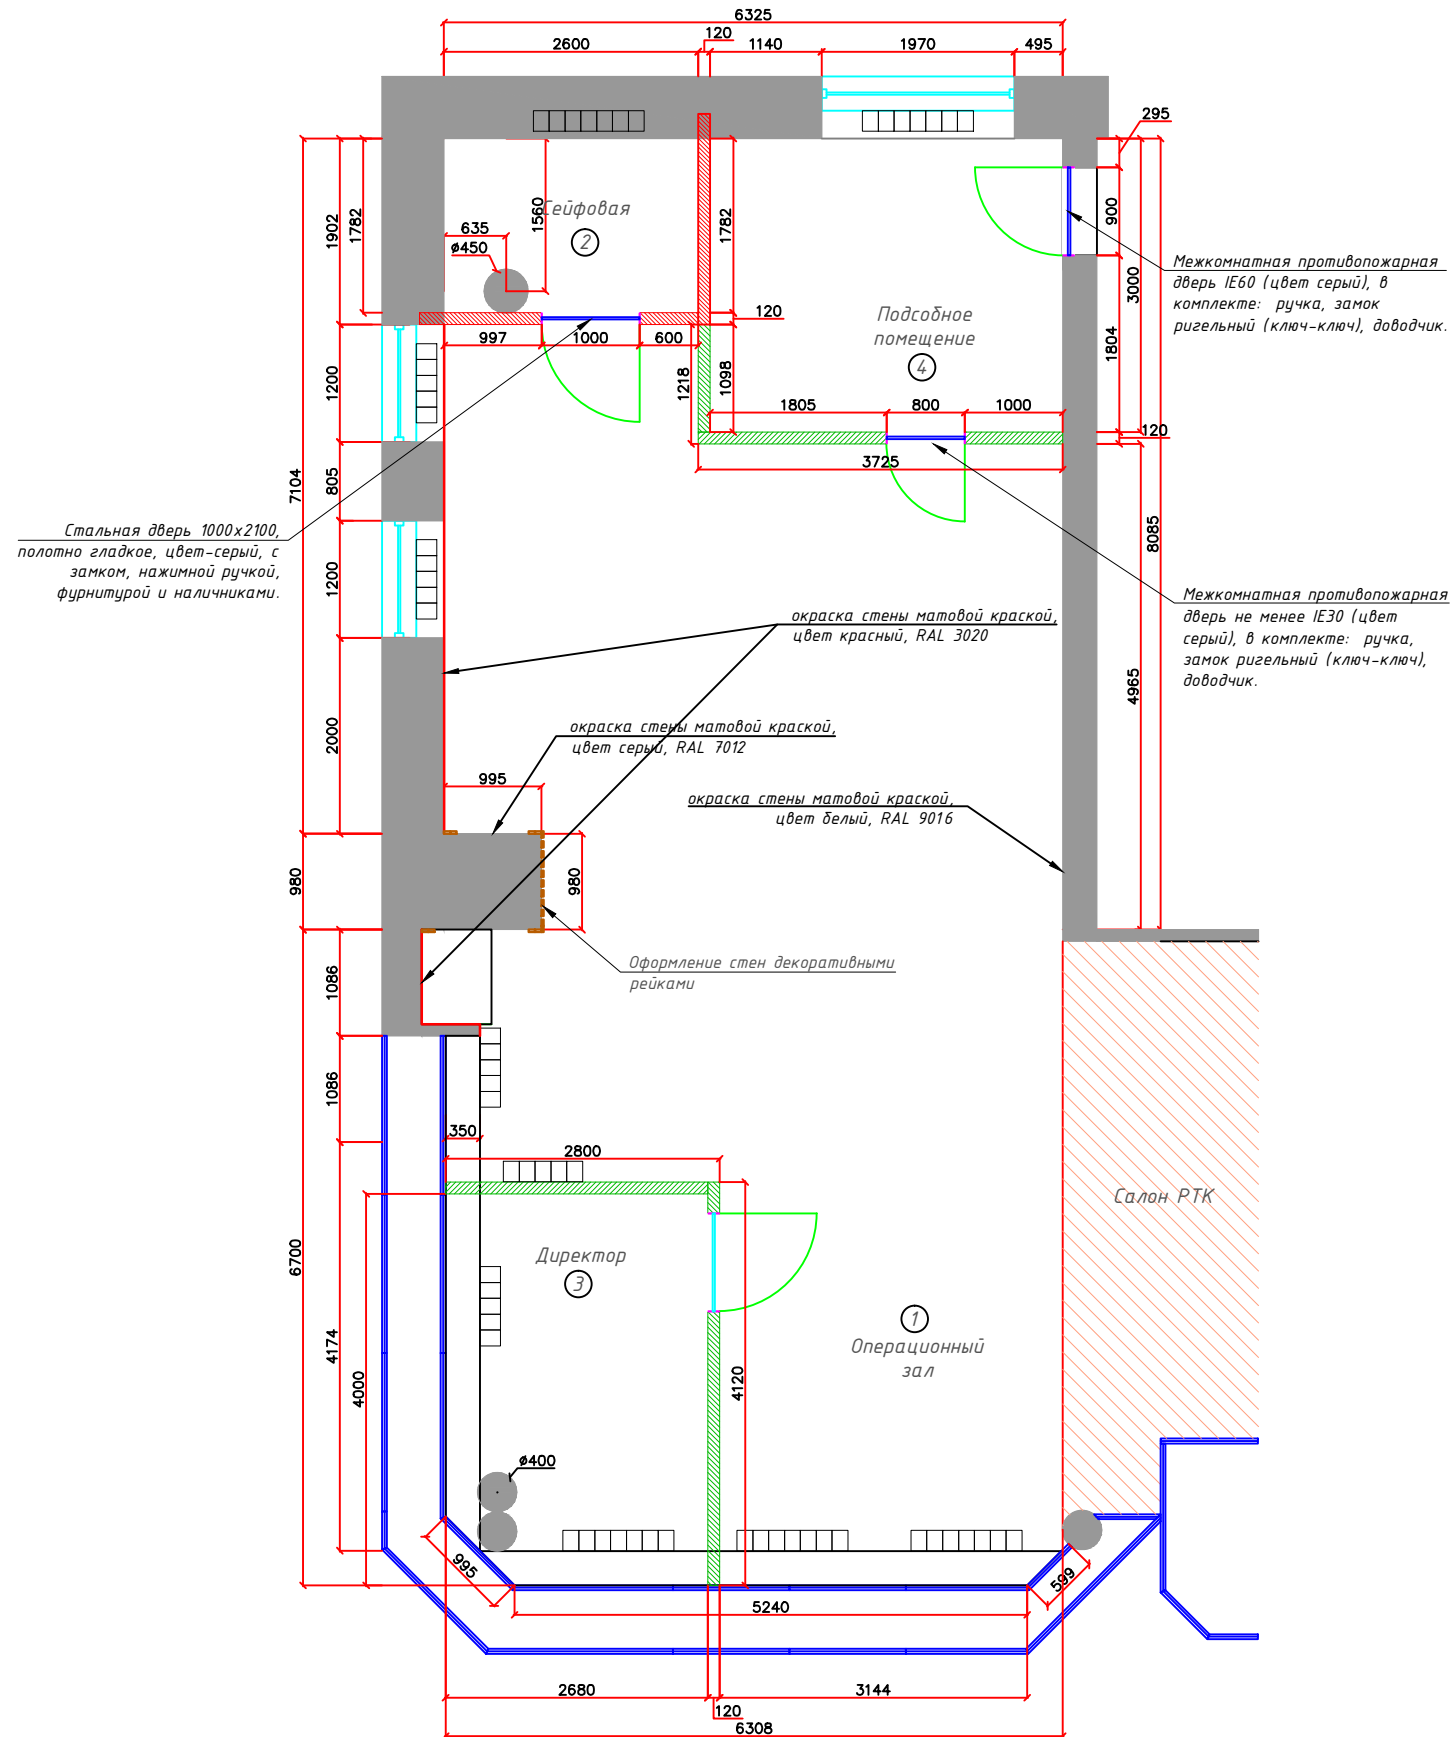 6325
2600
120
1140
1970
495
295
1902
1782
1560
Сейфовая
2
635
ø450
1782
900
3000
Межкомнатная противопожарная
дверь IE60 (цвет серый), в
комплекте: ручка, замок
ригельный (ключ-ключ), доводчик.
120
Подсобное
помещение
4
997
1000
600
1200
1218
1098
1804
1805
800
1000
120
3725
7104
805
8085
Стальная дверь 1000х2100,
полотно гладкое, цвет-серый, с
замком, нажимной ручкой,
фурнитурой и наличниками.
1200
Межкомнатная противопожарная
дверь не менее IE30 (цвет
серый), в комплекте: ручка,
замок ригельный (ключ-ключ),
доводчик.
окраска стены матовой краской,
цвет красный, RAL 3020
4965
2000
окраска стены матовой краской,
цвет серый, RAL 7012
995
окраска стены матовой краской,
цвет белый, RAL 9016
980
980
Оформление стен декоративными
рейками
1086
1086
350
2800
Салон РТК
6700
Директор
3
1
Операционный
зал
4174
4000
4120
ø400
995
599
5240
2680
3144
120
6308